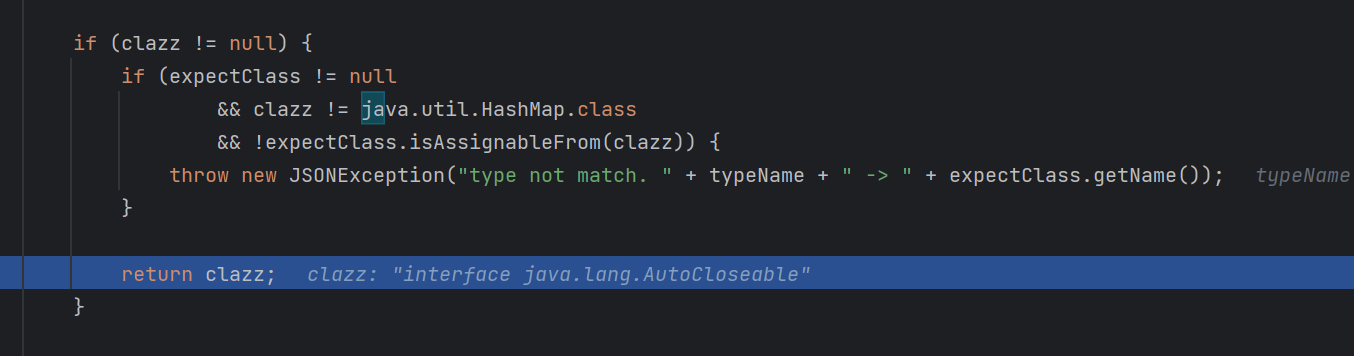 if (clazz != null) {
if (expectClass != null
&& clazz != java.util.HashMap.class
&& !expectClass.isAssignableFrom(clazz)) {
throw new JSONException("type not match. " + typeName + " -> " + expectClass.getName()); typeName
}
return clazz; clazz: "interface java.lang.AutoCloseable"
}